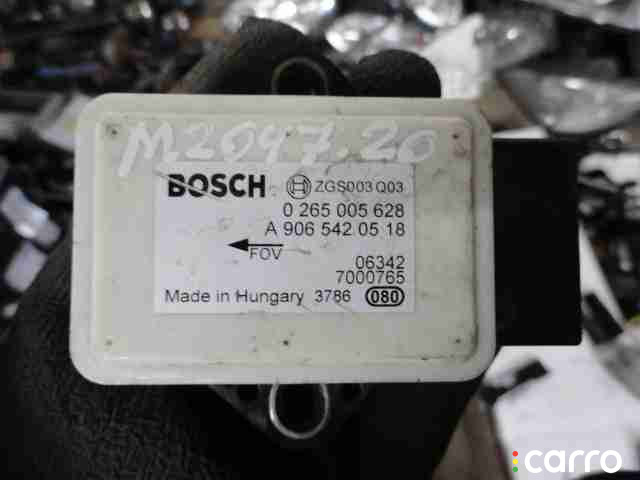 M2047.20
BOSCH ZGS003 Q03
0 265 005 628
A 906 542 05 18
FOV
06342
7000765
Made in Hungary 3786 080
carro